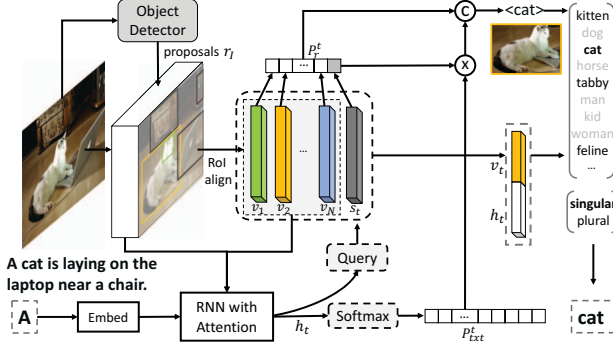 Object
Detector
proposals r_I
RoI
align
v_1 v_2 ... v_N s_t
P_r^t
...
C
X
<cat>
kitten
dog
cat
horse
tabby
man
kid
woman
feline
...
v_t
h_t
singular
plural
cat
A cat is laying on the
laptop near a chair.
A
Embed
RNN with
Attention
Query
h_t
Softmax
...
P_txt^t